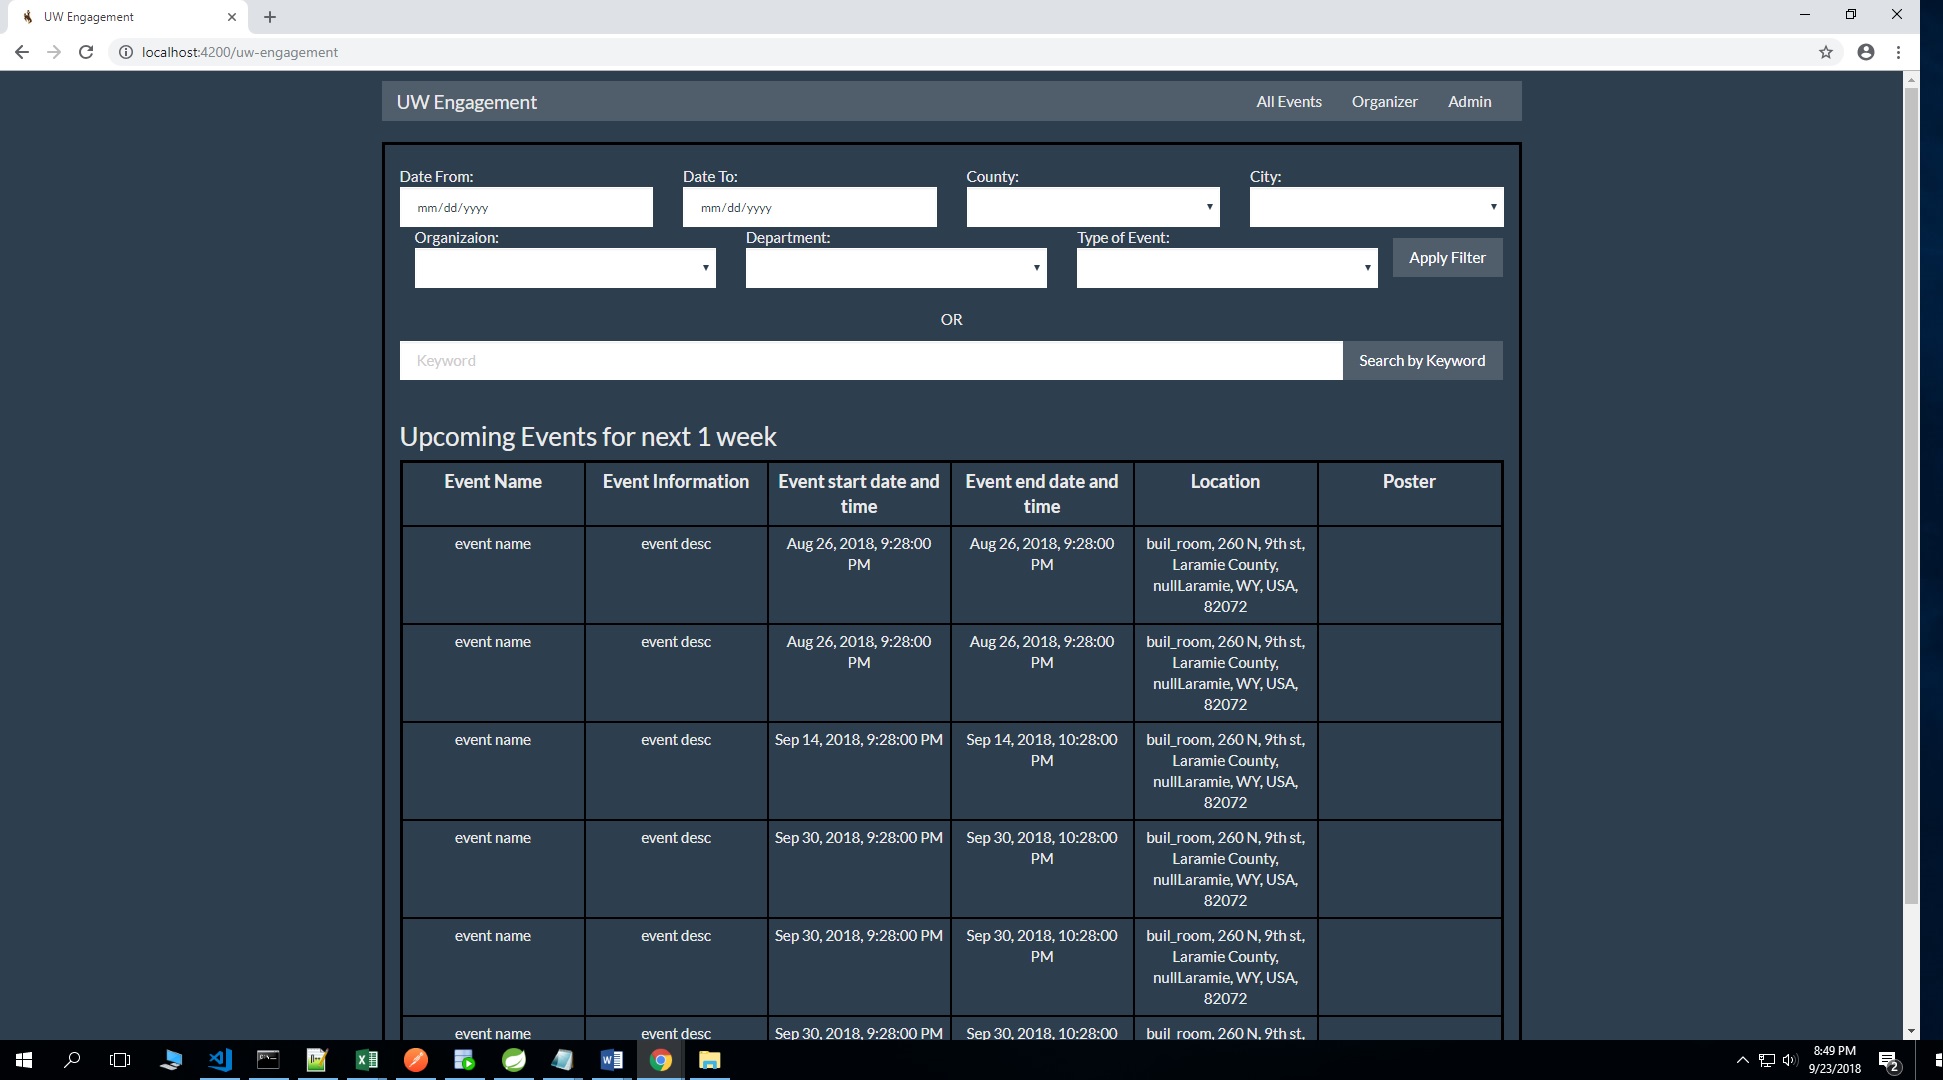 UW Engagement
localhost:4200/uw-engagement
UW Engagement All Events Organizer Admin
Date From: Date To: County: City:
mm/dd/yyyy mm/dd/yyyy
Organizaion: Department: Type of Event:
Apply Filter
OR
Keyword Search by Keyword
Upcoming Events for next 1 week
Event Name Event Information Event start date and Event end date and Location Poster
time time
event name event desc Aug 26, 2018, 9:28:00 Aug 26, 2018, 9:28:00 buil_room, 260 N, 9th st,
PM PM Laramie County,
nullLaramie, WY, USA,
82072
event name event desc Aug 26, 2018, 9:28:00 Aug 26, 2018, 9:28:00 buil_room, 260 N, 9th st,
PM PM Laramie County,
nullLaramie, WY, USA,
82072
event name event desc Sep 14, 2018, 9:28:00 PM Sep 14, 2018, 10:28:00 buil_room, 260 N, 9th st,
PM Laramie County,
nullLaramie, WY, USA,
82072
event name event desc Sep 30, 2018, 9:28:00 PM Sep 30, 2018, 10:28:00 buil_room, 260 N, 9th st,
PM Laramie County,
nullLaramie, WY, USA,
82072
event name event desc Sep 30, 2018, 9:28:00 PM Sep 30, 2018, 10:28:00 buil_room, 260 N, 9th st,
PM Laramie County,
nullLaramie, WY, USA,
82072
event name event desc Sep 30, 2018, 9:28:00 PM Sep 30, 2018, 10:28:00 buil_room, 260 N, 9th st,
8:49 PM
9/23/2018
2